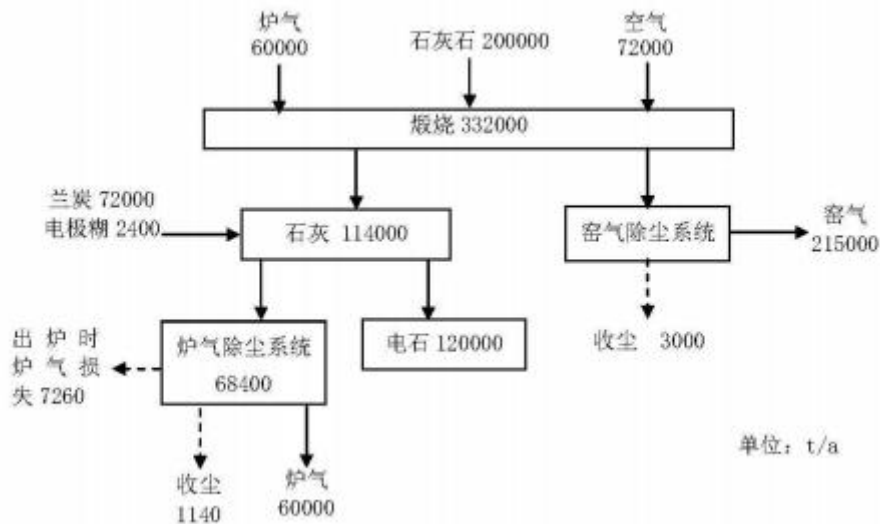 炉气
60000
石灰石 200000
空气
72000
煅烧 332000
兰炭 72000
电极糊 2400
石灰 114000
窑气除尘系统
窑气
215000
出炉时
炉气损
失 7260
炉气除尘系统
68400
电石 120000
收尘 3000
收尘
1140
炉气
60000
单位：t/a